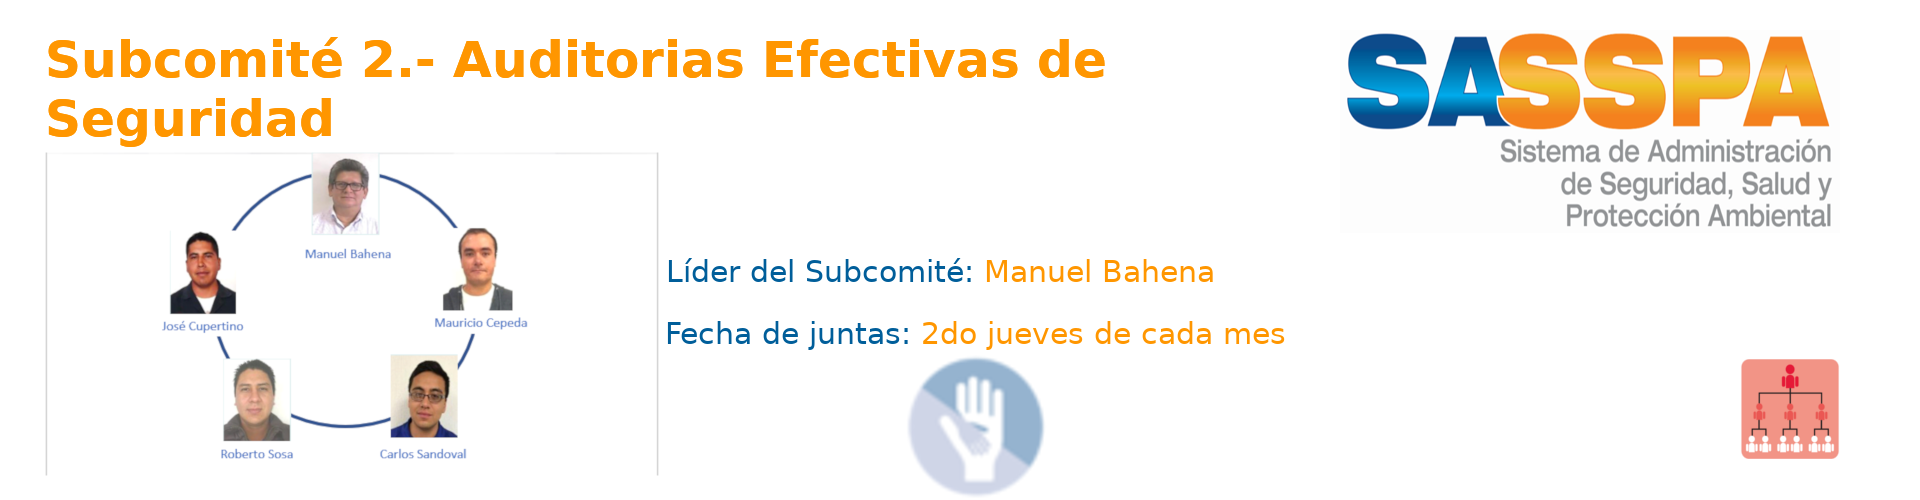 Subcomité 2.- Auditorias Efectivas de
Seguridad
SASSPA
Sistema de Administración
de Seguridad, Salud y
Protección Ambiental
Manuel Bahena
José Cupertino
Mauricio Cepeda
Roberto Sosa
Carlos Sandoval
Líder del Subcomité: Manuel Bahena
Fecha de juntas: 2do jueves de cada mes